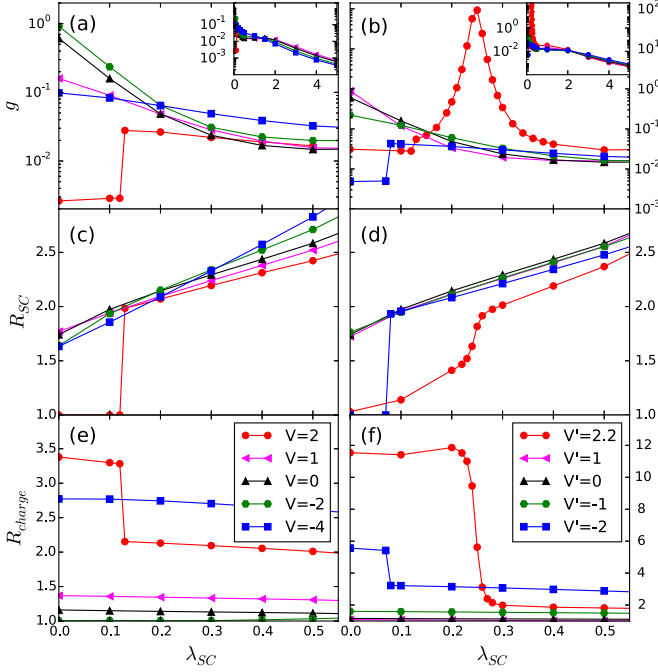 (a)
10⁰
10⁻¹
10⁻²
g
10⁻¹
10⁻²
10⁻³
0 2 4
(b)
10⁰
10⁻²
0 2 4
10²
10¹
10⁰
10⁻¹
10⁻²
10⁻³
(c)
2.5
2.0
1.5
1.0
R_SC
(d)
2.5
2.0
1.5
1.0
(e)
3.5
3.0
2.5
2.0
1.5
1.0
R_charge
V=2
V=1
V=0
V=-2
V=-4
0.0 0.1 0.2 0.3 0.4 0.5
λ_SC
(f)
12
10
8
6
4
2
V'=2.2
V'=1
V'=0
V'=-1
V'=-2
0.0 0.1 0.2 0.3 0.4 0.5
λ_SC